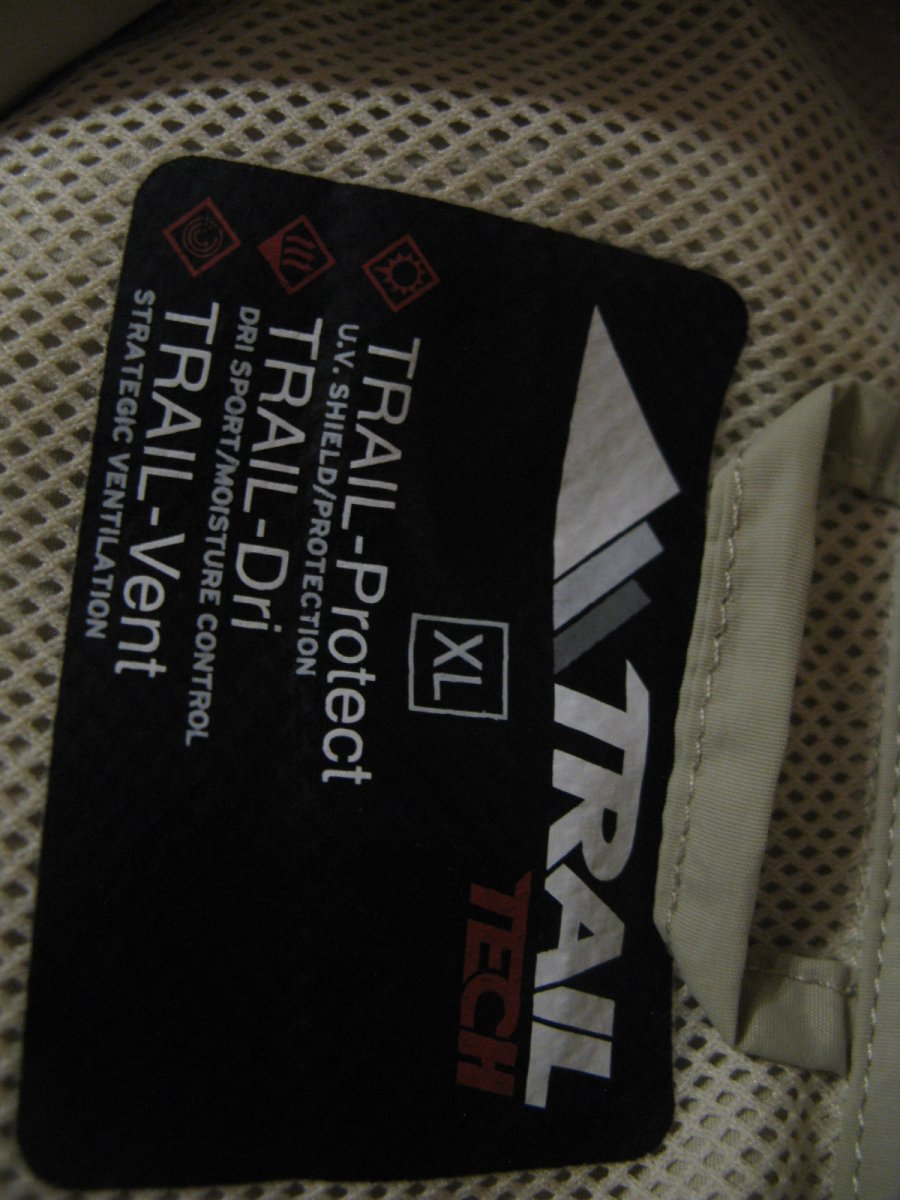 TRAIL
TECH
XL
TRAIL-Protect
U.V. SHIELD/PROTECTION
TRAIL-Dri
DRI SPORT/MOISTURE CONTROL
TRAIL-Vent
STRATEGIC VENTILATION